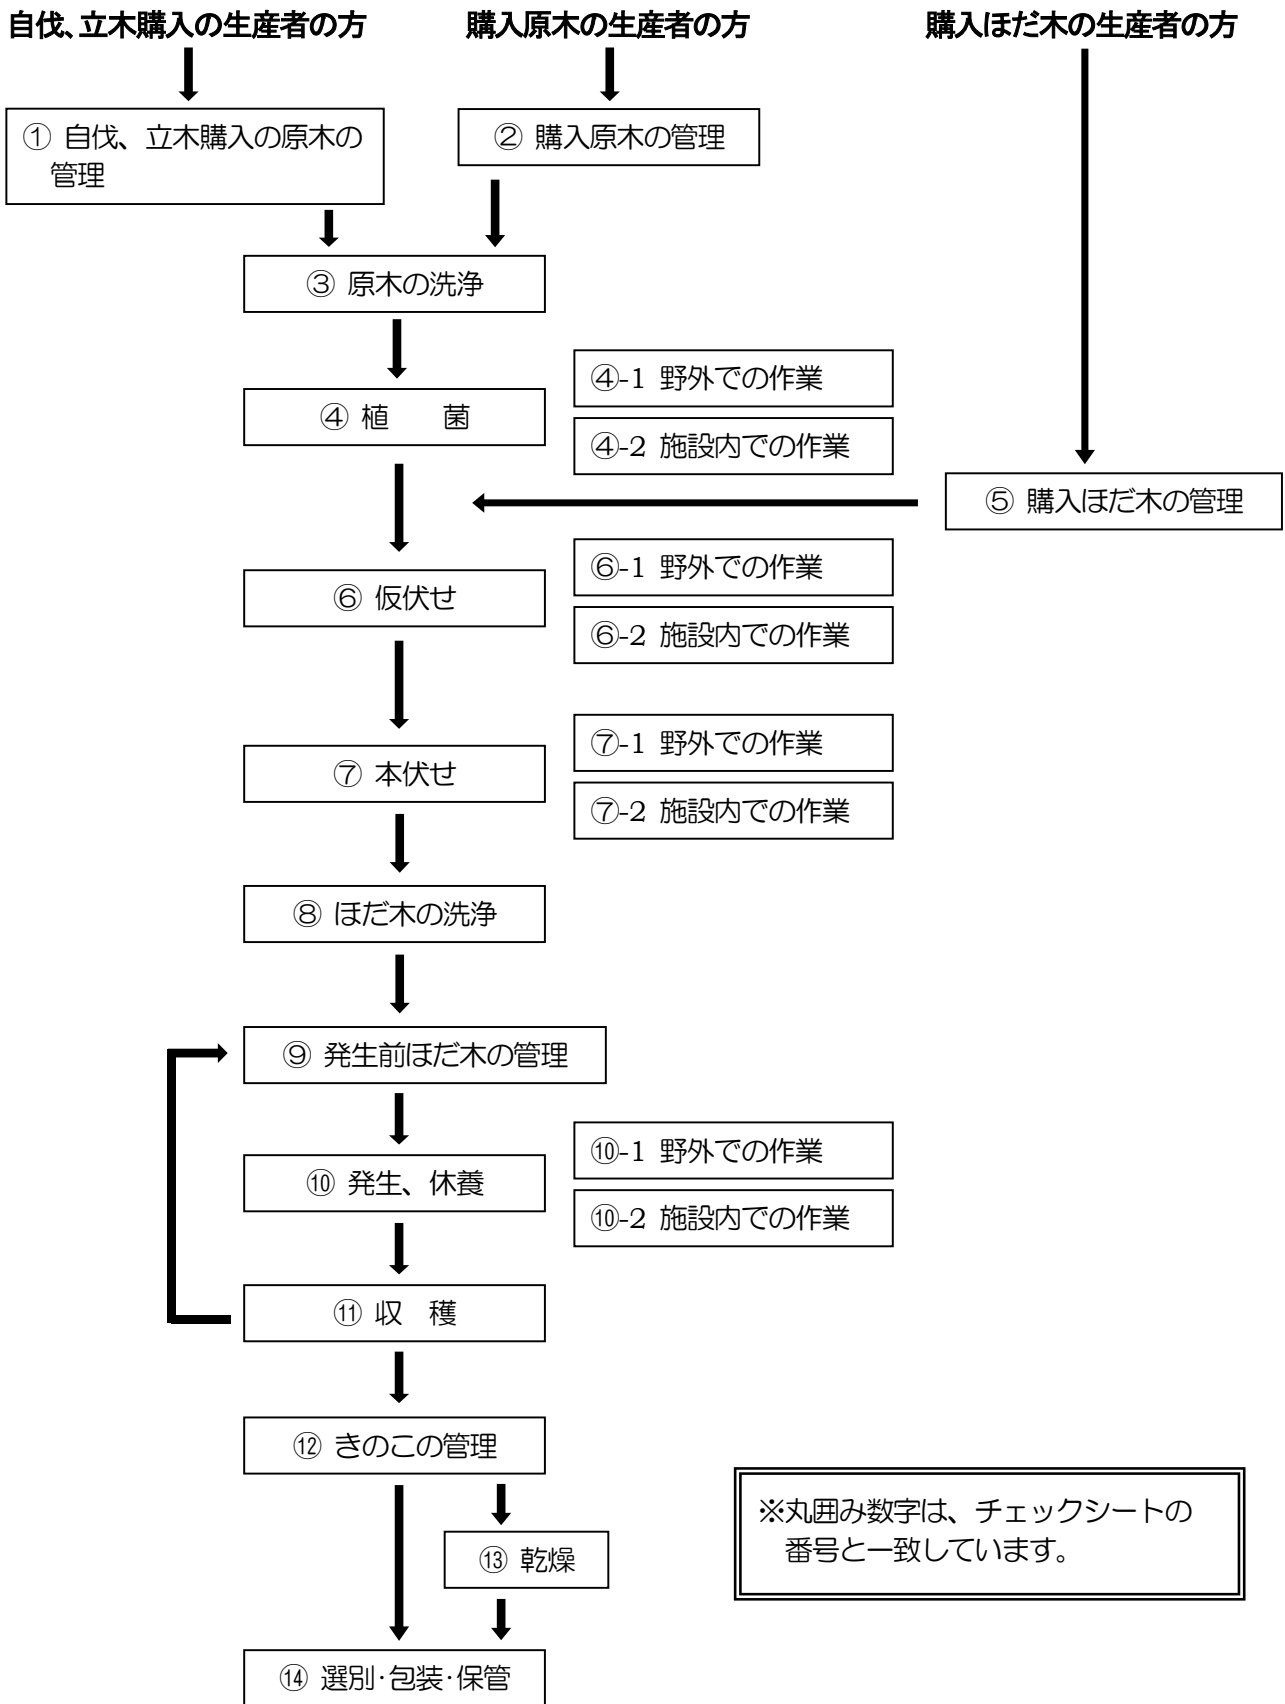 自伐、立木購入の生産者の方
購入原木の生産者の方
購入ほだ木の生産者の方
① 自伐、立木購入の原木の
管理
② 購入原木の管理
③ 原木の洗浄
④ 植　　菌
④-1 野外での作業
④-2 施設内での作業
⑤ 購入ほだ木の管理
⑥ 仮伏せ
⑥-1 野外での作業
⑥-2 施設内での作業
⑦ 本伏せ
⑦-1 野外での作業
⑦-2 施設内での作業
⑧ ほだ木の洗浄
⑨ 発生前ほだ木の管理
⑩ 発生、休養
⑩-1 野外での作業
⑩-2 施設内での作業
⑪ 収　穫
⑫ きのこの管理
⑬ 乾燥
⑭ 選別・包装・保管
※丸囲み数字は、チェックシートの
番号と一致しています。